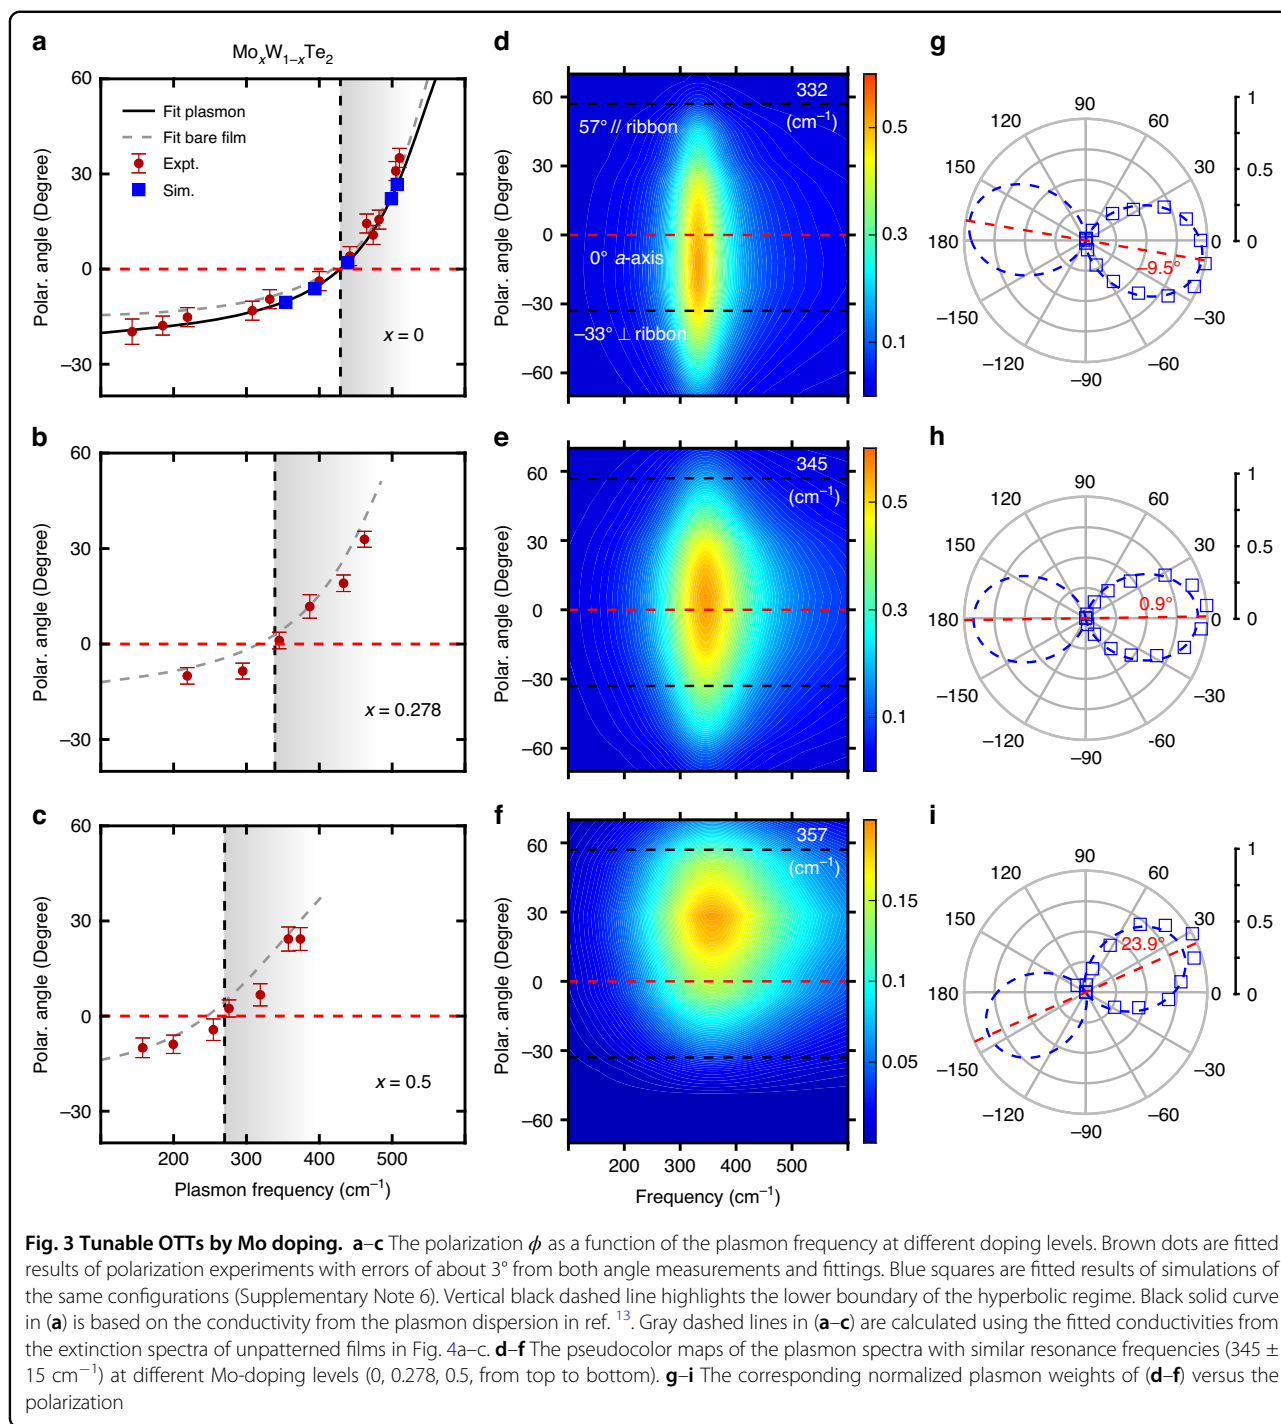 a
Mo_xW_{1–x}Te_2
60
30
0
–30
Polar. angle (Degree)
Fit plasmon
Fit bare film
Expt.
Sim.
x = 0
b
60
30
0
–30
Polar. angle (Degree)
x = 0.278
c
60
30
0
–30
Polar. angle (Degree)
x = 0.5
200 300 400 500
Plasmon frequency (cm⁻¹)
d
60
30
0
–30
–60
Polar. angle (Degree)
332
(cm⁻¹)
57° // ribbon
0° a-axis
–33° ⊥ ribbon
0.5
0.3
0.1
e
60
30
0
–30
–60
Polar. angle (Degree)
345
(cm⁻¹)
0.5
0.3
0.1
f
60
30
0
–30
–60
Polar. angle (Degree)
357
(cm⁻¹)
0.15
0.10
0.05
200 300 400 500
Frequency (cm⁻¹)
g
90
120 60
150 30
180 0
–150 –30
–120 –60
–90
–9.5°
1
0.5
0
h
90
120 60
150 30
180 0
–150 –30
–120 -60
–90
0.9°
1
0.5
0
i
90
120 60
150 30
180 0
–150 –30
–120 –60
–90
23.9°
1
0.5
0
Fig. 3 Tunable OTTs by Mo doping. a–c The polarization ϕ as a function of the plasmon frequency at different doping levels. Brown dots are fitted
results of polarization experiments with errors of about 3° from both angle measurements and fittings. Blue squares are fitted results of simulations of
the same configurations (Supplementary Note 6). Vertical black dashed line highlights the lower boundary of the hyperbolic regime. Black solid curve
in (a) is based on the conductivity from the plasmon dispersion in ref. ¹³. Gray dashed lines in (a–c) are calculated using the fitted conductivities from
the extinction spectra of unpatterned films in Fig. 4a–c. d–f The pseudocolor maps of the plasmon spectra with similar resonance frequencies (345 ±
15 cm⁻¹) at different Mo-doping levels (0, 0.278, 0.5, from top to bottom). g–i The corresponding normalized plasmon weights of (d–f) versus the
polarization